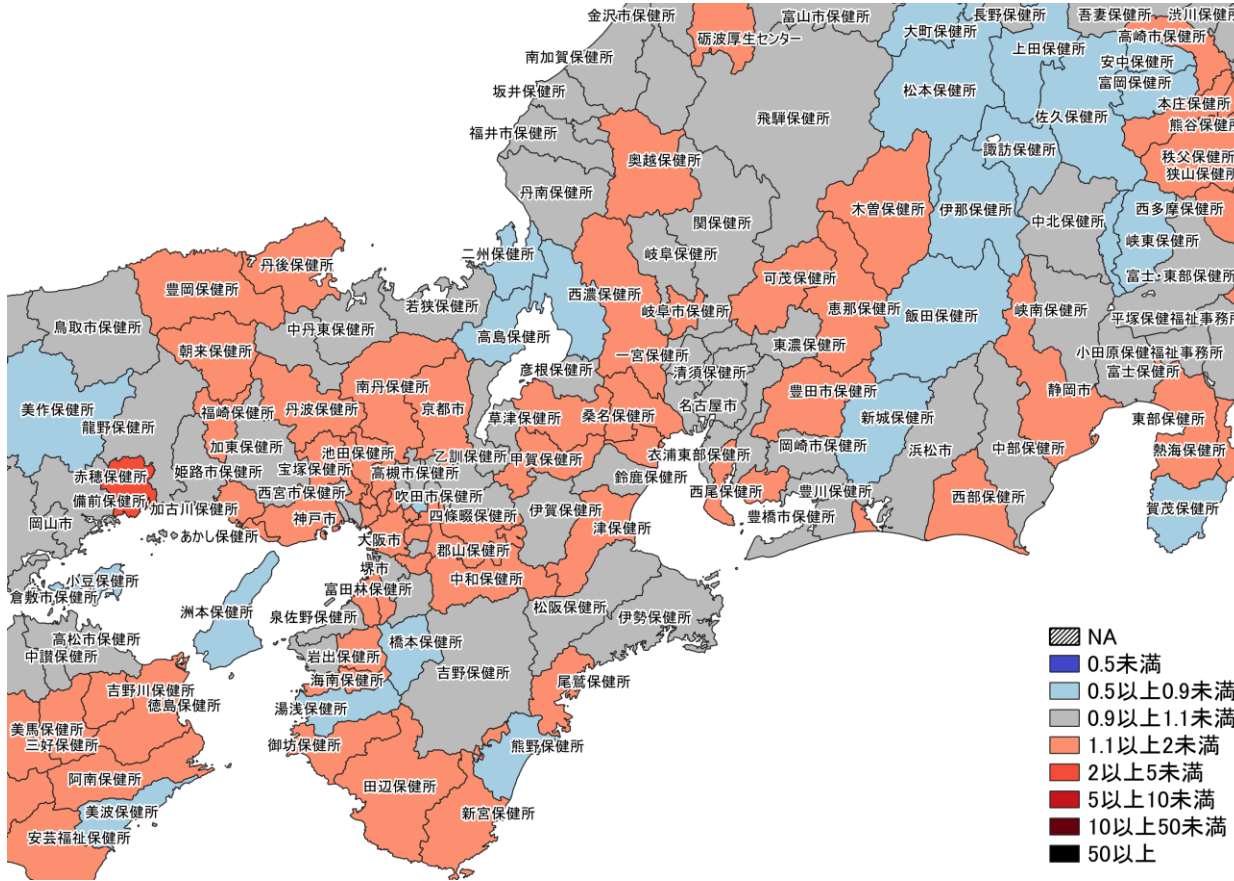 金沢市保健所
富山市保健所
長野保健所
吾妻保健所
渋川保健所
砺波厚生センター
大町保健所
高崎市保健所
南加賀保健所
上田保健所
安中保健所
坂井保健所
松本保健所
富岡保健所
本庄保健所
飛騨保健所
佐久保健所
熊谷保健所
福井市保健所
奥越保健所
諏訪保健所
秩父保健所
狭山保健所
丹南保健所
木曽保健所
伊那保健所
西多摩保健所
関保健所
中北保健所
峡東保健所
二州保健所
岐阜保健所
丹後保健所
可茂保健所
富士・東部保健所
豊岡保健所
西濃保健所
若狭保健所
岐阜市保健所
恵那保健所
飯田保健所
峡南保健所
平塚保健福祉事務所
鳥取市保健所
中丹東保健所
高島保健所
東濃保健所
朝来保健所
一宮保健所
小田原保健福祉事務所
彦根保健所
清須保健所
富士保健所
南丹保健所
豊田市保健所
静岡市
美作保健所
福崎保健所
丹波保健所
京都市
草津保健所
桑名保健所
名古屋市
新城保健所
東部保健所
龍野保健所
加東保健所
池田保健所
乙訓保健所
甲賀保健所
衣浦東部保健所
岡崎市保健所
浜松市
中部保健所
熱海保健所
赤穂保健所
姫路市保健所
宝塚保健所
高槻市保健所
鈴鹿保健所
備前保健所
西宮市保健所
吹田市保健所
西尾保健所
豊川保健所
西部保健所
賀茂保健所
加古川保健所
神戸市
四條畷保健所
伊賀保健所
津保健所
豊橋市保健所
岡山市
あかし保健所
大阪市
郡山保健所
堺市
中和保健所
小豆保健所
富田林保健所
倉敷市保健所
洲本保健所
泉佐野保健所
松阪保健所
伊勢保健所
高松市保健所
橋本保健所
中讃保健所
岩出保健所
吉野保健所
海南保健所
尾鷲保健所
吉野川保健所
徳島保健所
湯浅保健所
美馬保健所
三好保健所
御坊保健所
熊野保健所
阿南保健所
田辺保健所
美波保健所
新宮保健所
安芸福祉保健所
NA
0.5未満
0.5以上0.9未満
0.9以上1.1未満
1.1以上2未満
2以上5未満
5以上10未満
10以上50未満
50以上